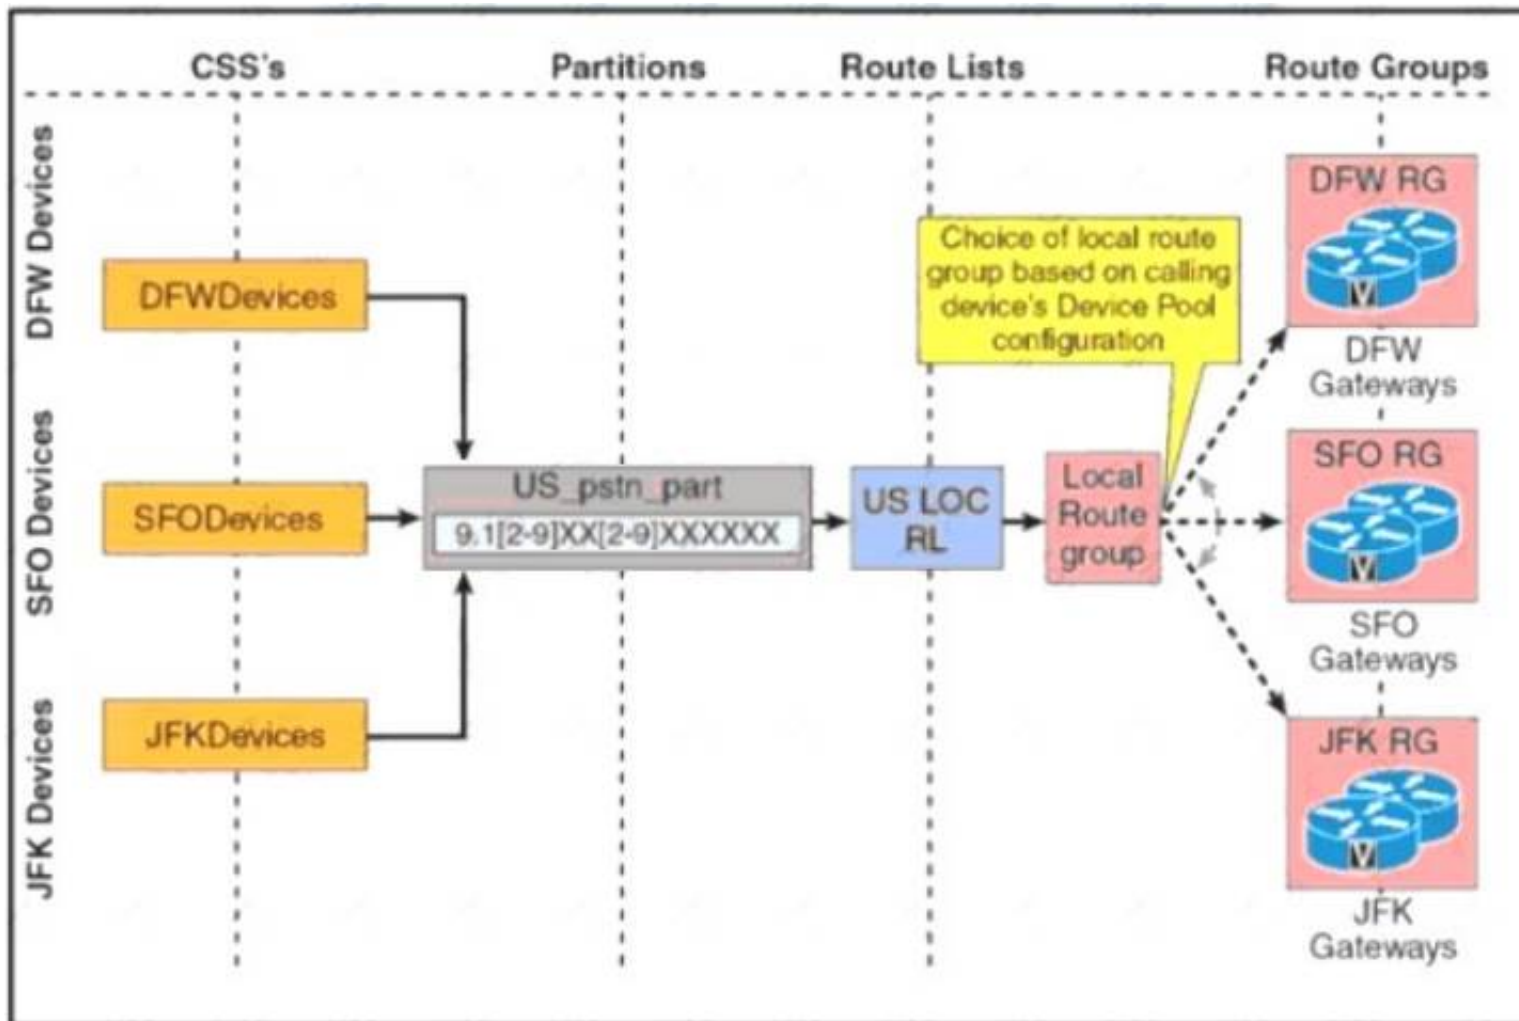 CSS's
Partitions
Route Lists
Route Groups
DFW Devices
SFO Devices
JFK Devices
DFWDevices
SFODevices
JFKDevices
US_pstn_part
9.1[2-9]XX[2-9]XXXXXX
US LOC
RL
Local
Route
group
Choice of local route
group based on calling
device's Device Pool
configuration
DFW RG
V
DFW
Gateways
SFO RG
V
SFO
Gateways
JFK RG
V
JFK
Gateways